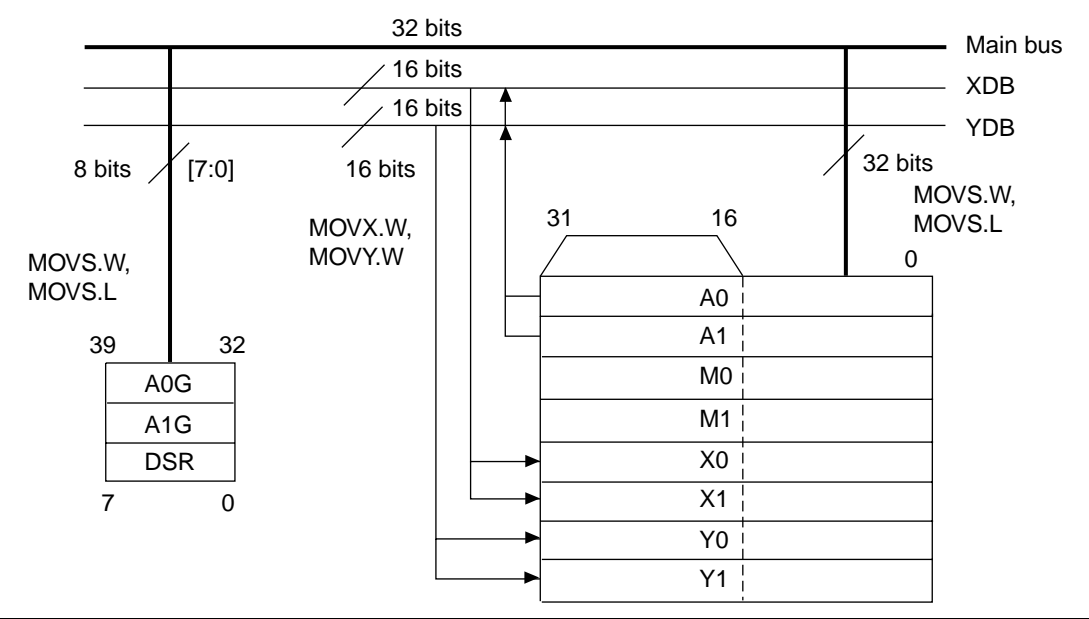 32 bits
Main bus
16 bits
XDB
16 bits
YDB
8 bits
[7:0]
16 bits
32 bits
MOVS.W,
MOVS.L
MOVX.W,
MOVY.W
31
16
0
MOVS.W,
MOVS.L
39
32
A0G
A1G
DSR
7
0
A0
A1
M0
M1
X0
X1
Y0
Y1